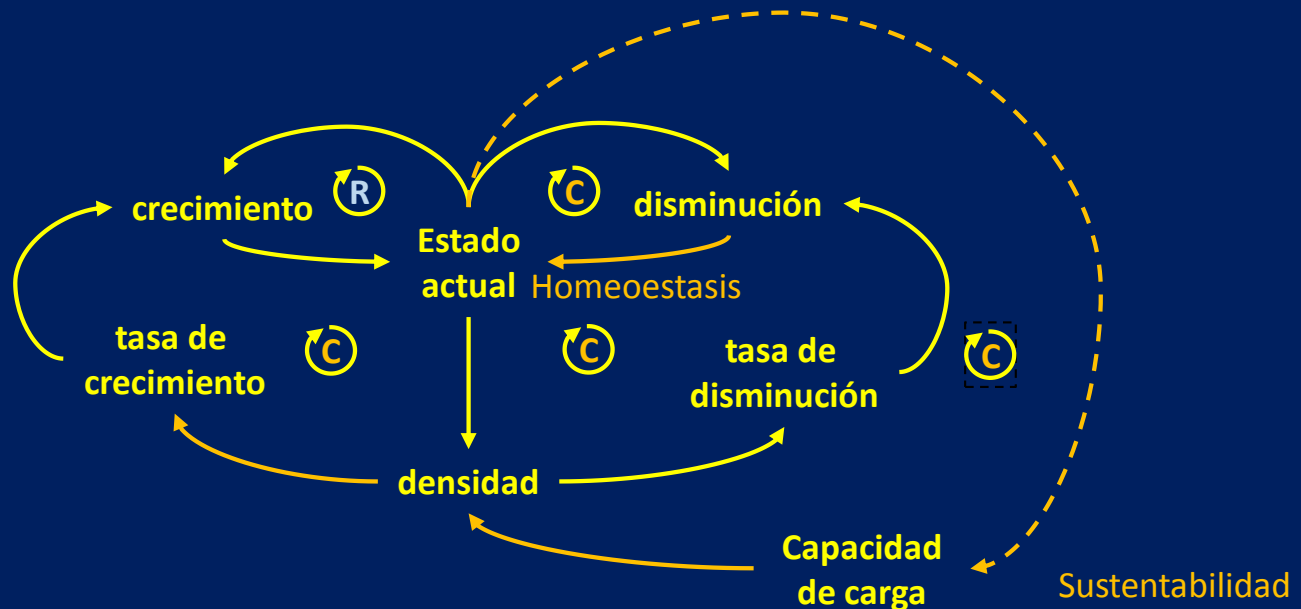 crecimiento
R
C
disminución
Estado
actual
Homeoestasis
tasa de
crecimiento
C
C
tasa de
disminución
C
densidad
Capacidad
de carga
Sustentabilidad